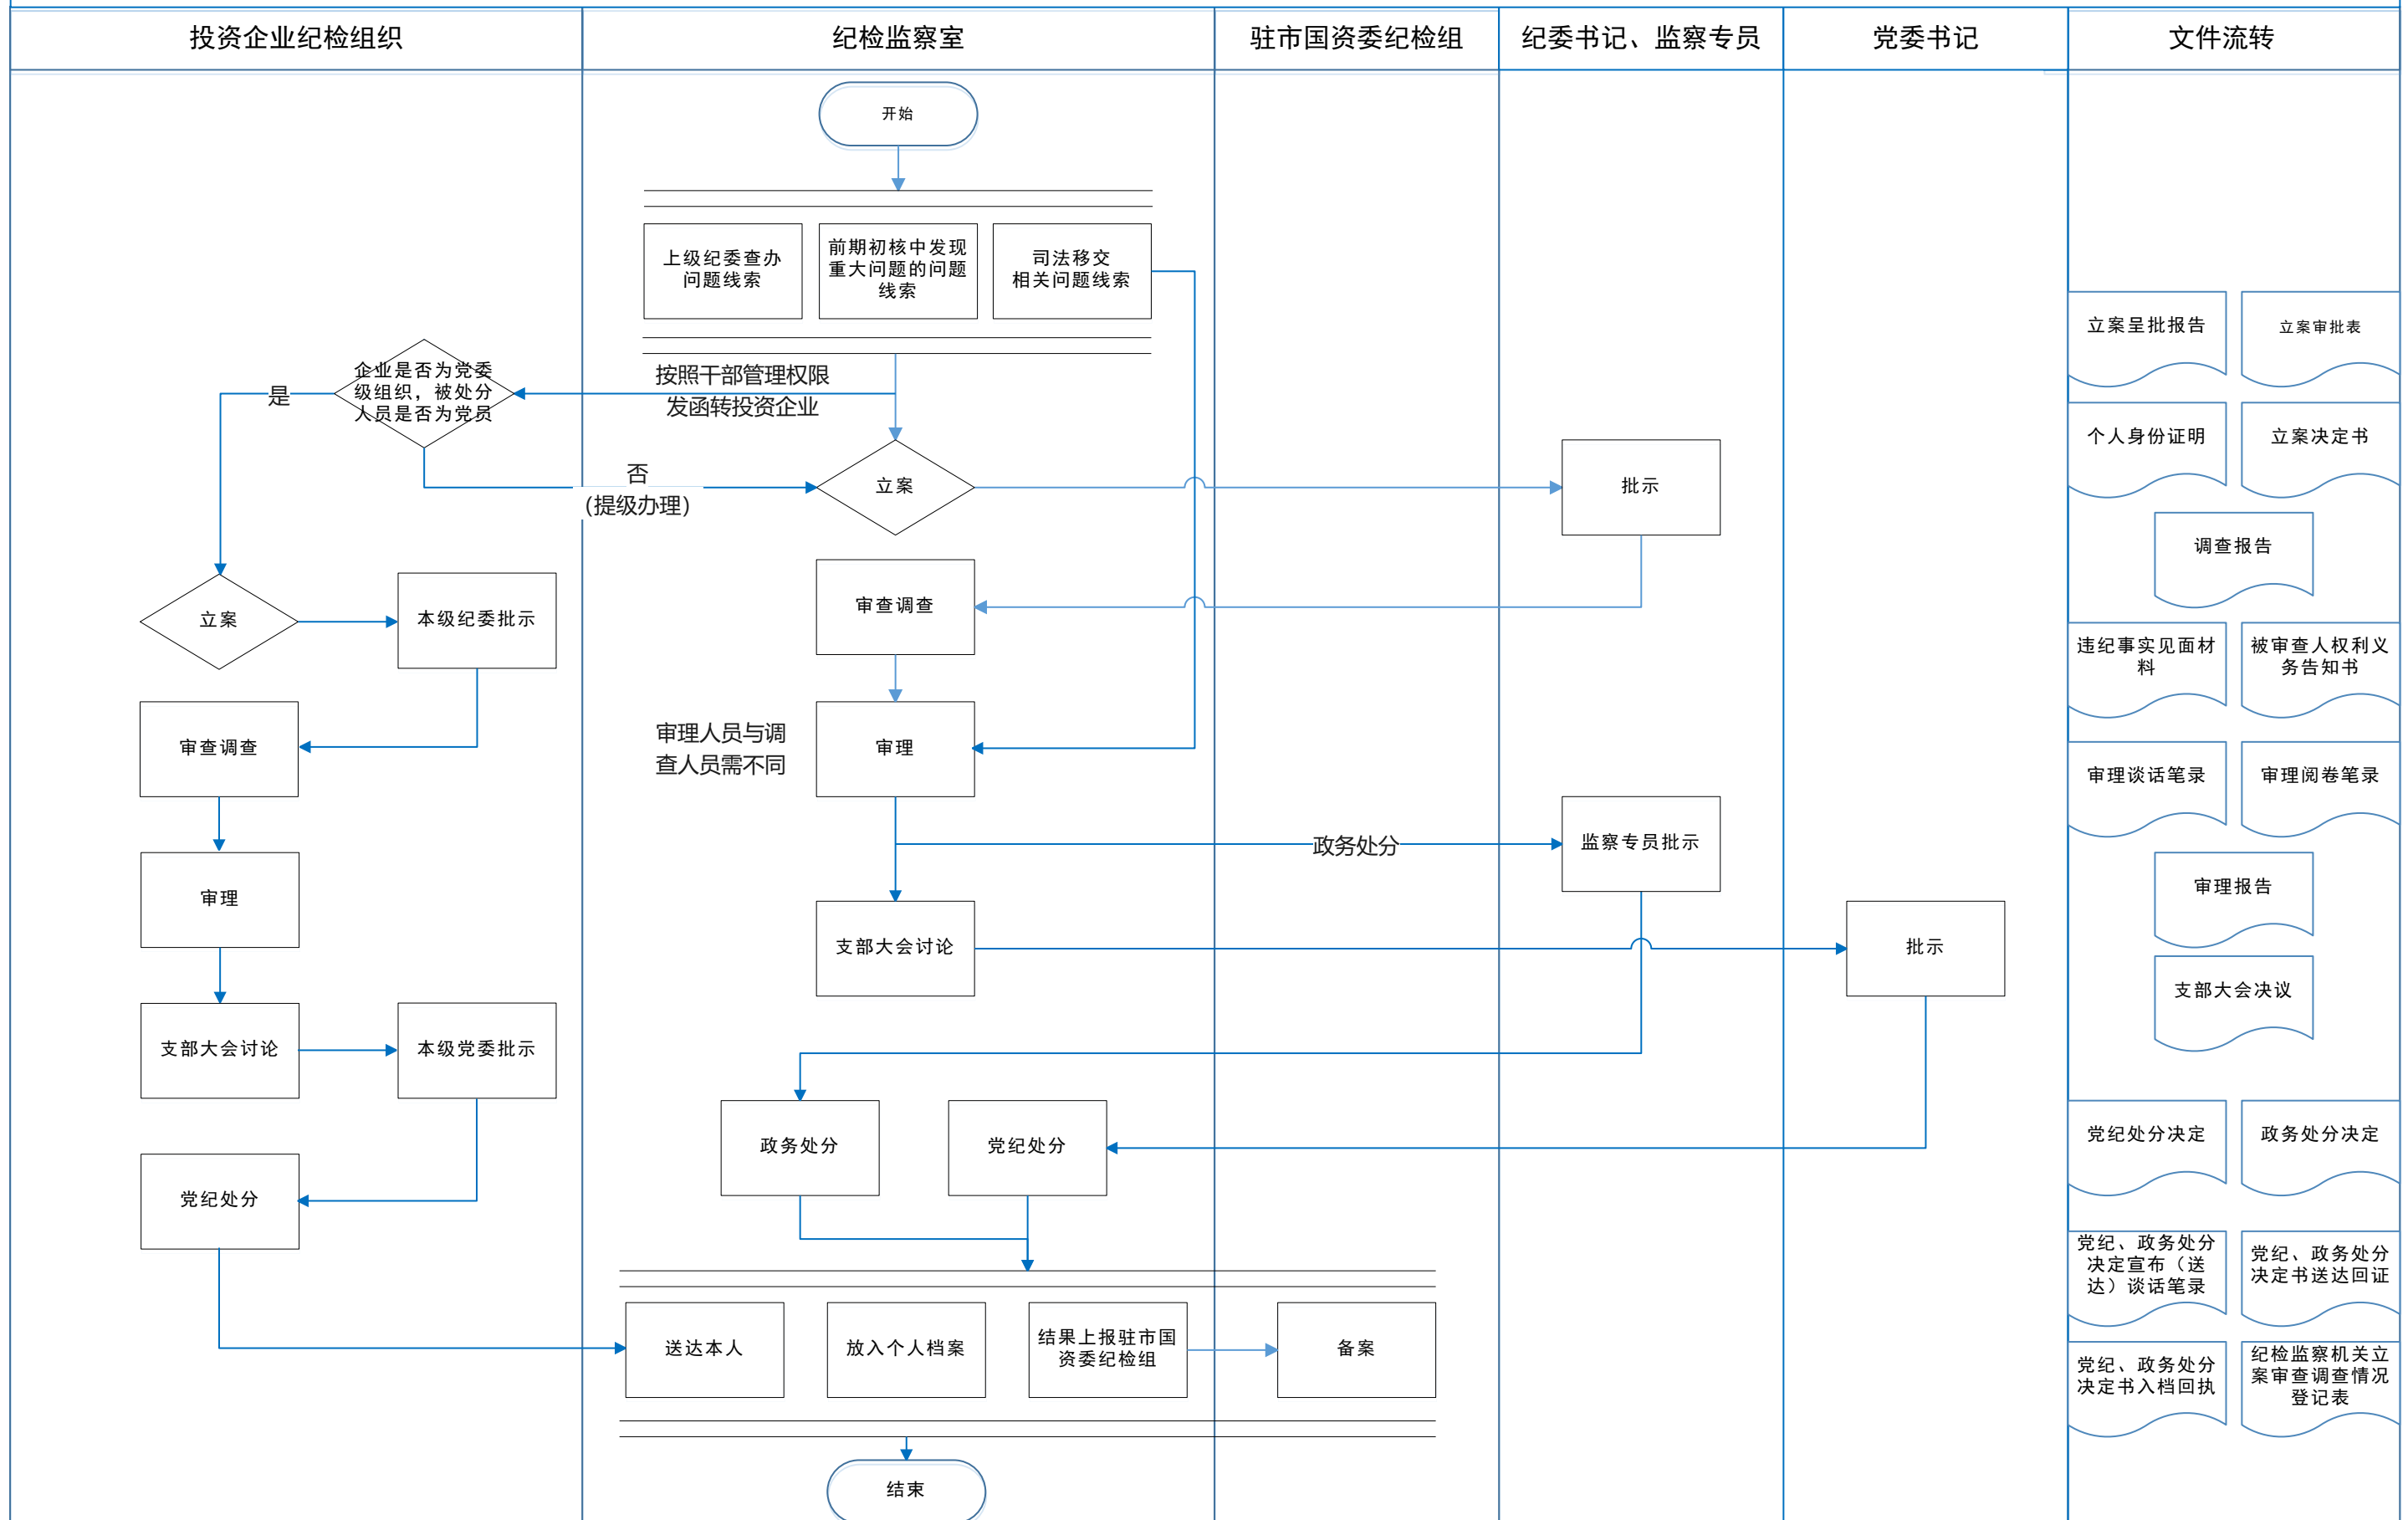 投资企业纪检组织
纪检监察室
驻市国资委纪检组
纪委书记、监察专员
党委书记
文件流转
开始
上级纪委查办
问题线索
前期初核中发现
重大问题的问题
线索
司法移交
相关问题线索
企业是否为党委
级组织，被处分
人员是否为党员
是
按照干部管理权限
发函转投资企业
否
（提级办理）
立案
批示
立案
本级纪委批示
审查调查
审查调查
审理人员与调
查人员需不同
审理
政务处分
监察专员批示
审理
支部大会讨论
批示
支部大会讨论
本级党委批示
政务处分
党纪处分
党纪处分
送达本人
放入个人档案
结果上报驻市国
资委纪检组
备案
结束
立案呈批报告
立案审批表
个人身份证明
立案决定书
调查报告
违纪事实见面材
料
被审查人权利义
务告知书
审理谈话笔录
审理阅卷笔录
审理报告
支部大会决议
党纪处分决定
政务处分决定
党纪、政务处分
决定宣布（送
达）谈话笔录
党纪、政务处分
决定书送达回证
党纪、政务处分
决定书入档回执
纪检监察机关立
案审查调查情况
登记表